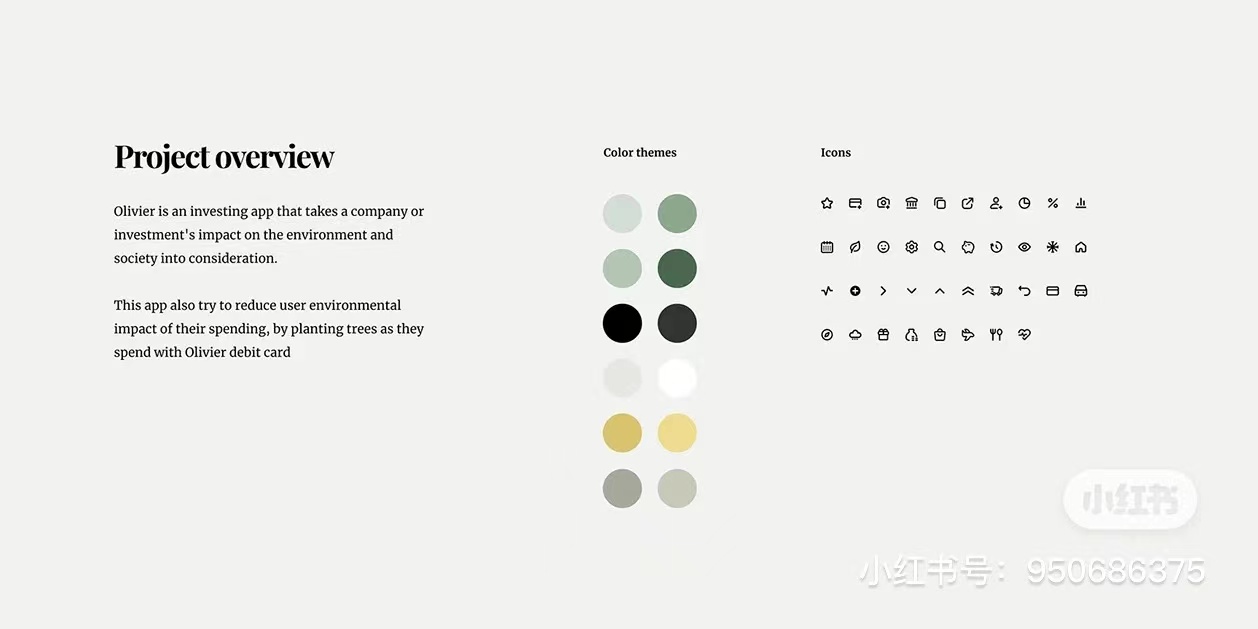 Project overview
Olivier is an investing app that takes a company or
investment's impact on the environment and
society into consideration.
This app also try to reduce user environmental
impact of their spending, by planting trees as they
spend with Olivier debit card
Color themes
Icons
小红书
小红书号：950686375